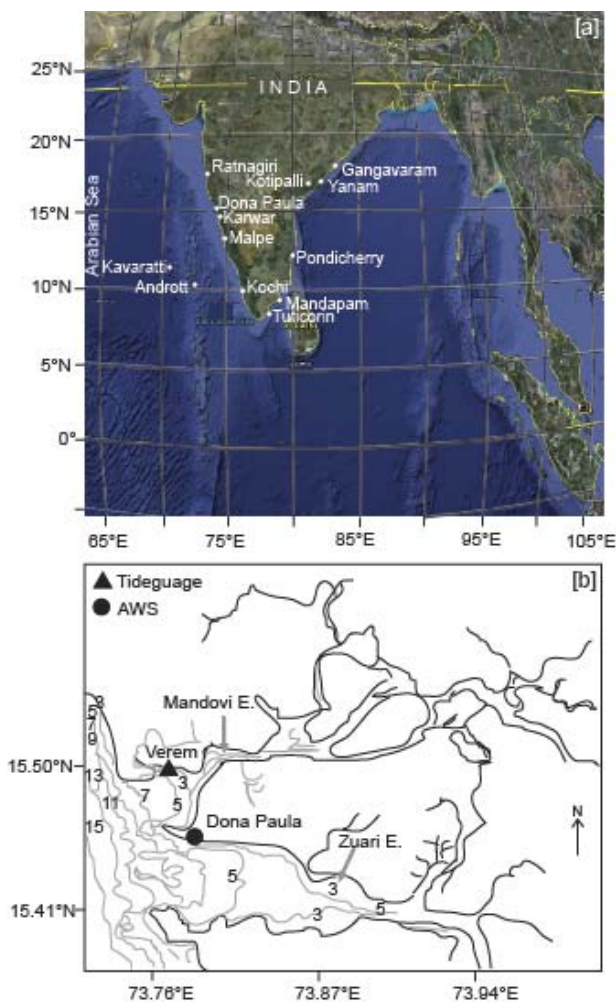 [a]
25°N
INDIA
20°N
Ratnagiri
Gangavaram
Kotipalli
Yanam
15°N
Dona Paula
Karwar
Malpe
Arabian Sea
Pondicherry
Kavaratti
10°N
Andrott
Kochi
Mandapam
Tuticorin
5°N
0°
65°E 75°E 85°E 95°E 105°E
Tideguage
[b]
AWS
Mandovi E.
3
5
7
9
Verem
15.50°N
13
3
7
11
5
15
Dona Paula
N
Zuari E.
5
3
15.41°N
3
5
73.76°E 73.87°E 73.94°E